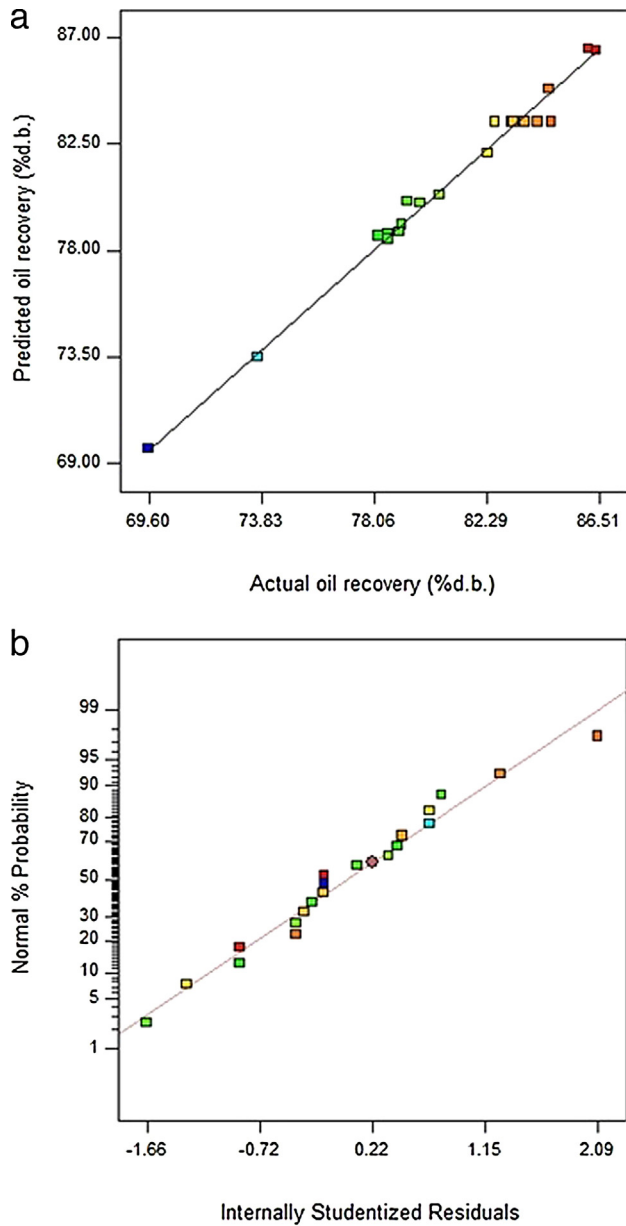 a
87.00
82.50
78.00
73.50
69.00
Predicted oil recovery (%d.b.)
69.60 73.83 78.06 82.29 86.51
Actual oil recovery (%d.b.)
b
99
95
90
80
70
50
30
20
10
5
1
Normal % Probability
-1.66 -0.72 0.22 1.15 2.09
Internally Studentized Residuals